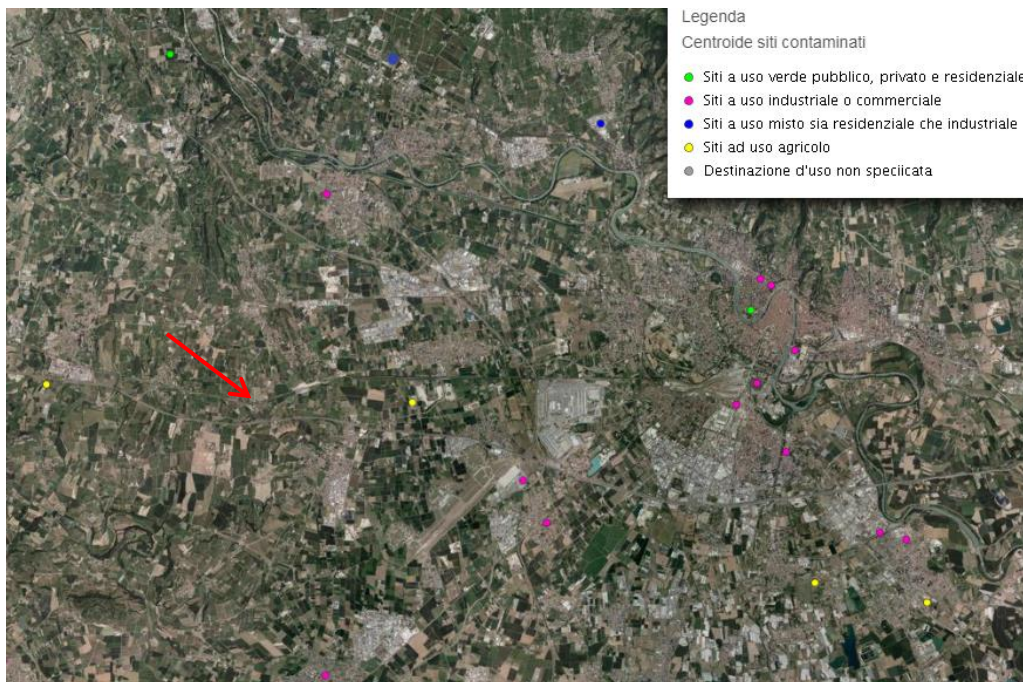 Legenda
Centroide siti contaminati
Siti a uso verde pubblico, privato e residenziale
Siti a uso industriale o commerciale
Siti a uso misto sia residenziale che industriale
Siti ad uso agricolo
Destinazione d'uso non speciicata